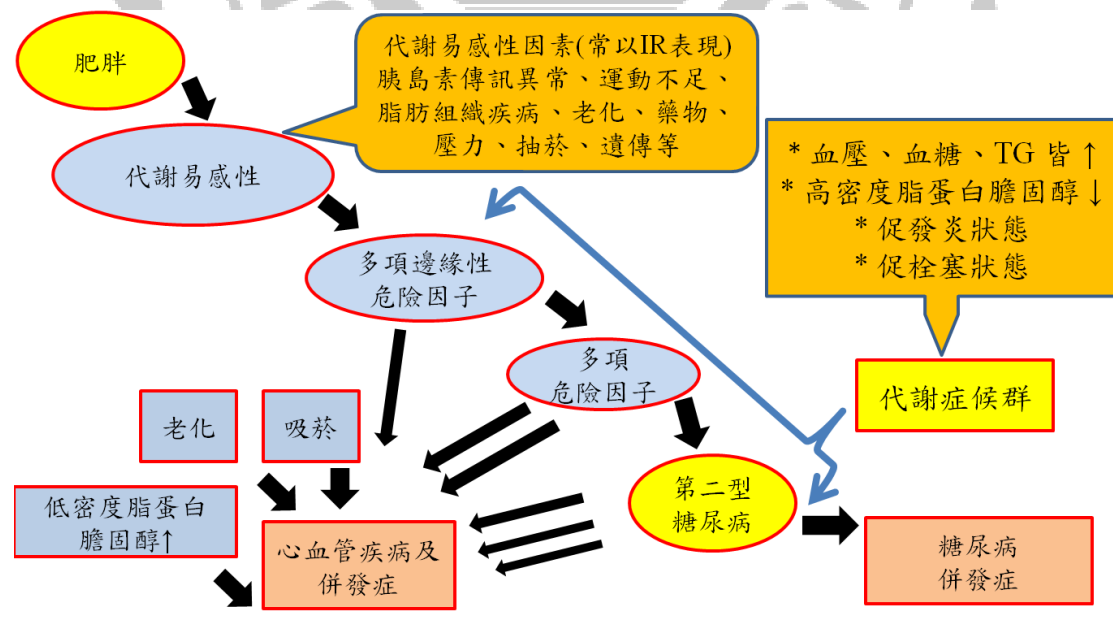 肥胖
代謝易感性因素(常以IR表現)
胰島素傳訊異常、運動不足、
脂肪組織疾病、老化、藥物、
壓力、抽菸、遺傳等
代謝易感性
* 血壓、血糖、TG 皆↑
* 高密度脂蛋白膽固醇↓
* 促發炎狀態
* 促栓塞狀態
多項邊緣性
危險因子
多項
危險因子
代謝症候群
老化
吸菸
第二型
糖尿病
低密度脂蛋白
膽固醇↑
心血管疾病及
併發症
糖尿病
併發症